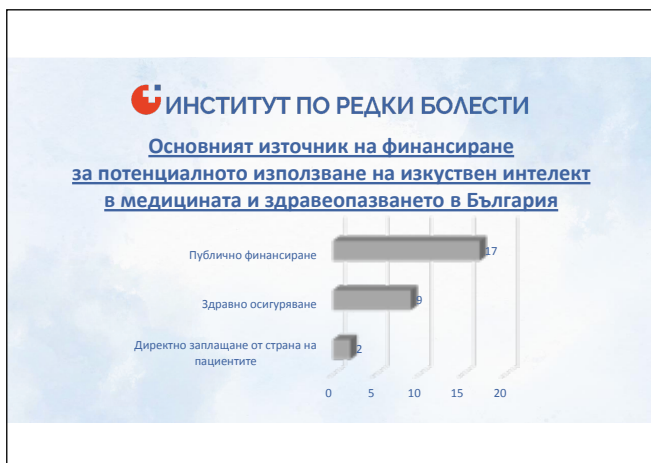 ИНСТИТУТ ПО РЕДКИ БОЛЕСТИ
Основният източник на финансиране
за потенциалното използване на изкуствен интелект
в медицината и здравеопазването в България
Публично финансиране
17
Здравно осигуряване
9
Директно заплащане от страна на
пациентите
2
0 5 10 15 20